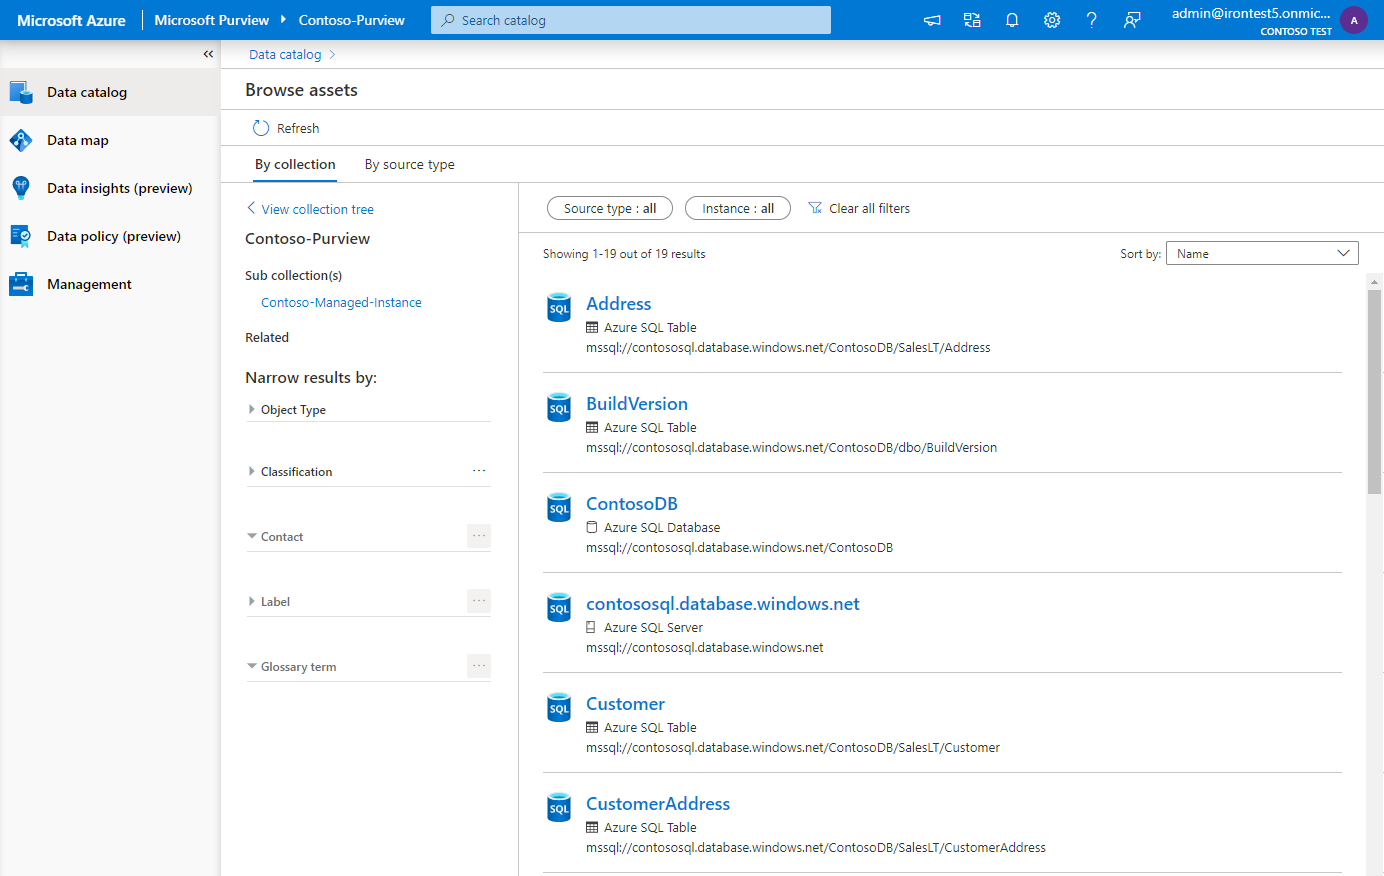 Microsoft Azure Microsoft Purview Contoso-Purview Search catalog admin@irontest5.onmic...
CONTOSO TEST
A
Data catalog
Browse assets
Refresh
By collection By source type
Data catalog
Data map
Data insights (preview)
Data policy (preview)
Management
View collection tree
Contoso-Purview
Sub collection(s)
Contoso-Managed-Instance
Related
Narrow results by:
Object Type
Classification ...
Contact ...
Label ...
Glossary term ...
Source type : all Instance : all Clear all filters
Showing 1-19 out of 19 results Sort by: Name
SQL Address
Azure SQL Table
mssql://contososql.database.windows.net/ContosoDB/SalesLT/Address
SQL BuildVersion
Azure SQL Table
mssql://contososql.database.windows.net/ContosoDB/dbo/BuildVersion
SQL ContosoDB
Azure SQL Database
mssql://contososql.database.windows.net/ContosoDB
SQL contososql.database.windows.net
Azure SQL Server
mssql://contososql.database.windows.net
SQL Customer
Azure SQL Table
mssql://contososql.database.windows.net/ContosoDB/SalesLT/Customer
SQL CustomerAddress
Azure SQL Table
mssql://contososql.database.windows.net/ContosoDB/SalesLT/CustomerAddress